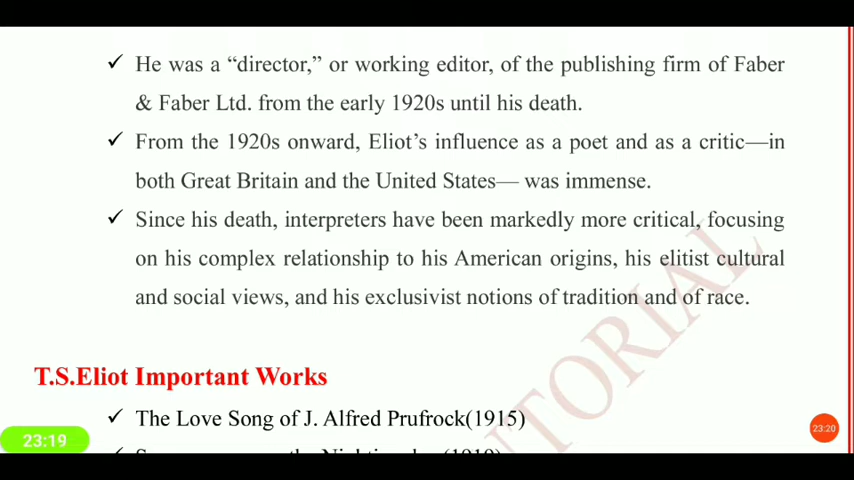 ✓ He was a “director,” or working editor, of the publishing firm of Faber
& Faber Ltd. from the early 1920s until his death.
✓ From the 1920s onward, Eliot’s influence as a poet and as a critic—in
both Great Britain and the United States— was immense.
✓ Since his death, interpreters have been markedly more critical, focusing
on his complex relationship to his American origins, his elitist cultural
and social views, and his exclusivist notions of tradition and of race.
T.S.Eliot Important Works
✓ The Love Song of J. Alfred Prufrock(1915)
23:19
23:20